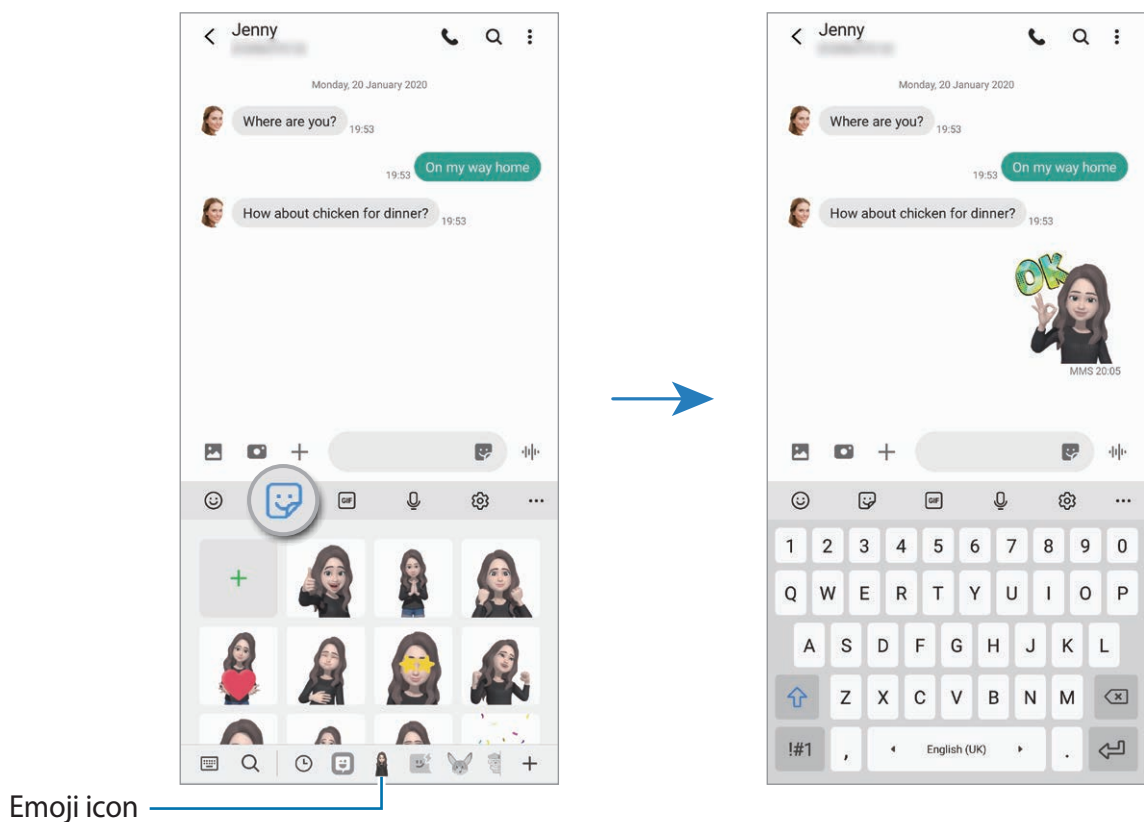 Jenny
Monday, 20 January 2020
Where are you? 19:53
19:53 On my way home
How about chicken for dinner? 19:53
GIF
Emoji icon
Jenny
Monday, 20 January 2020
Where are you? 19:53
19:53 On my way home
How about chicken for dinner? 19:53
OK
MMS 20:05
GIF
1 2 3 4 5 6 7 8 9 0
Q W E R T Y U I O P
A S D F G H J K L
Z X C V B N M
!#1 , English (UK) .